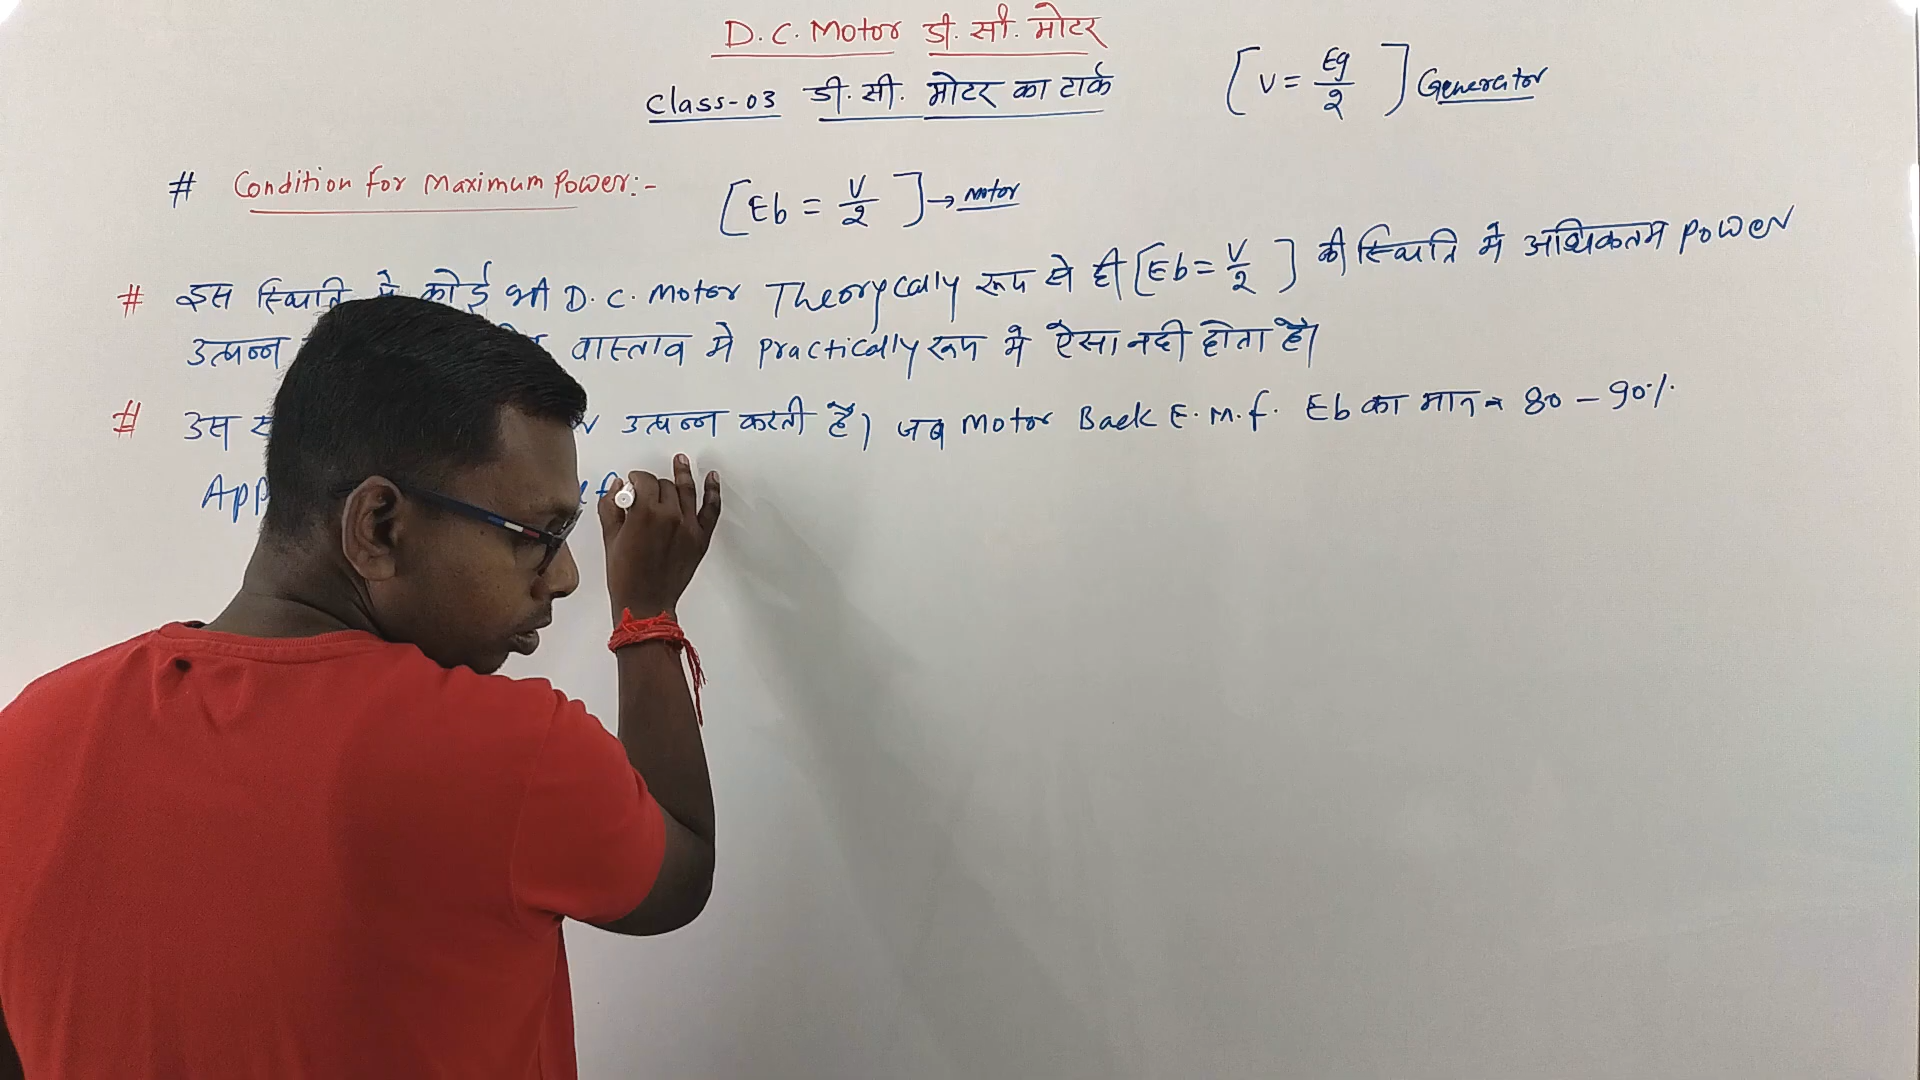 D.C. Motor डी.सी. मोटर
Class-03 डी.सी. मोटर का टार्क
[V = Eg/2] Generator
# Condition for Maximum Power:- [Eb = V/2] → Motor
# इस स्थिति मे कोई भी D.C. Motor Theorycally रूप से ही [Eb = V/2] की स्थिति मे अधिकतम Power
उत्पन्न वास्ताव मे Practically रूप मे ऐसा नही होता है।
# उस उत्पन्न करती है। जब Motor Back E.M.f. Eb का मान = 80 - 90%
App